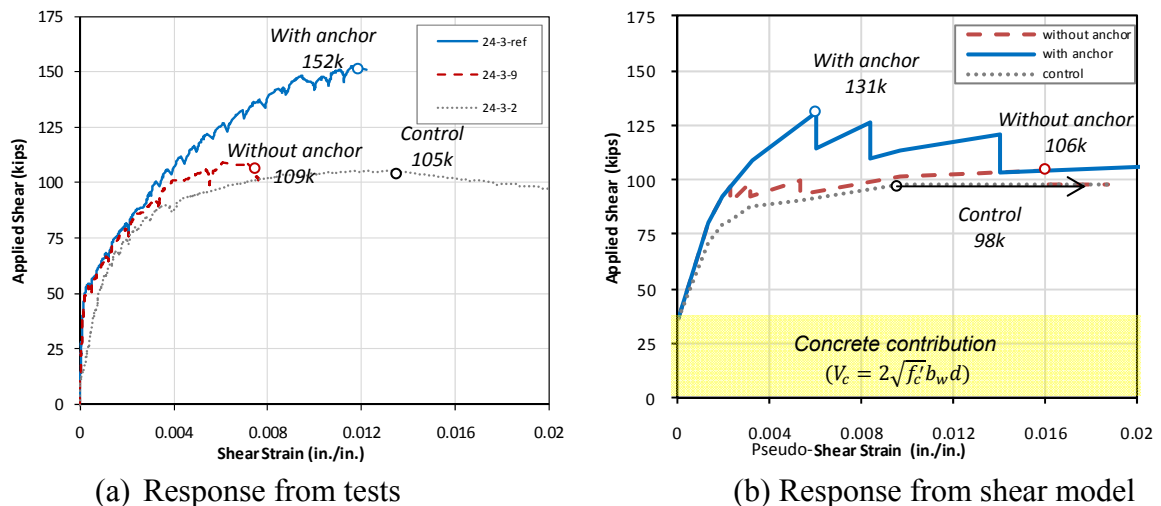 175
150
125
100
75
50
25
0
Applied Shear (kips)
With anchor
152k
24-3-ref
24-3-9
24-3-2
Without anchor
109k
Control
105k
0
0.004
0.008
0.012
0.016
0.02
Shear Strain (in./in.)
(a) Response from tests
175
150
125
100
75
50
25
0
Applied Shear (kips)
without anchor
with anchor
control
With anchor
131k
Without anchor
106k
Control
98k
Concrete contribution
(V_c = 2√f_c′ b_w d)
0
0.004
0.008
0.012
0.016
0.02
Pseudo-Shear Strain (in./in.)
(b) Response from shear model